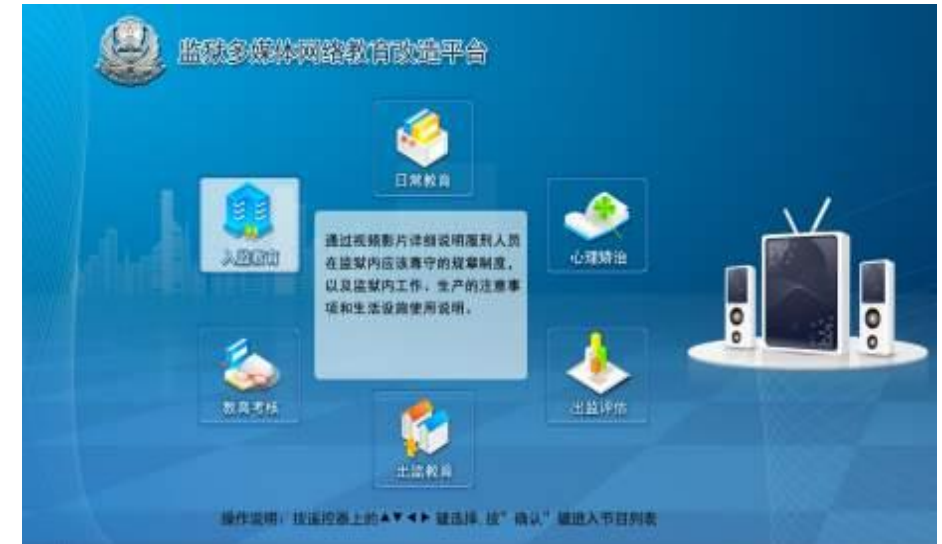 监狱多媒体网络教育改造平台
日常教育
入监教育
心理矫治
通过视频影片详细说明服刑人员
在监狱内应该尊守的规章制度，
以及监狱内工作、生产的注意事
项和生活设施使用说明。
教育考核
出监评估
出监教育
操作说明：按遥控器上的▲▼◀▶ 键选择，按“确认”键进入节目列表